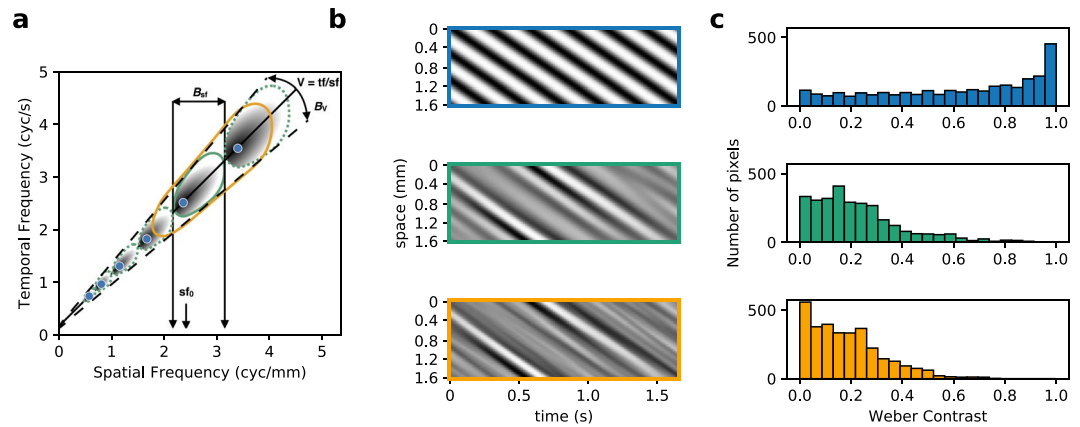 a
5
4
3
2
1
0
0 1 2 3 4 5
Temporal Frequency (cyc/s)
Spatial Frequency (cyc/mm)
B_sf
V = tf/sf
B_V
sf_0
b
0
0.4
0.8
1.2
1.6
0
0.4
0.8
1.2
1.6
0
0.4
0.8
1.2
1.6
space (mm)
0 0.5 1.0 1.5
time (s)
c
500
0
0.0 0.2 0.4 0.6 0.8 1.0
500
0
0.0 0.2 0.4 0.6 0.8 1.0
500
0
0.0 0.2 0.4 0.6 0.8 1.0
Number of pixels
Weber Contrast